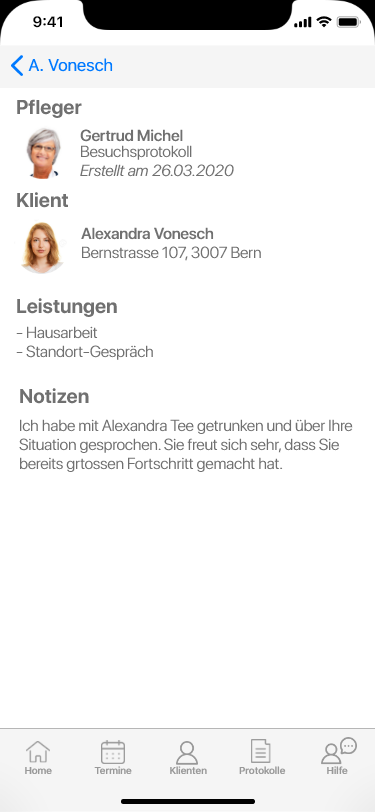 9:41
A. Vonesch
Pfleger
Gertrud Michel
Besuchsprotokoll
Erstellt am 26.03.2020
Klient
Alexandra Vonesch
Bernstrasse 107, 3007 Bern
Leistungen
- Hausarbeit
- Standort-Gespräch
Notizen
Ich habe mit Alexandra Tee getrunken und über Ihre
Situation gesprochen. Sie freut sich sehr, dass Sie
bereits grtossen Fortschritt gemacht hat.
Home Termine Klienten Protokolle Hilfe